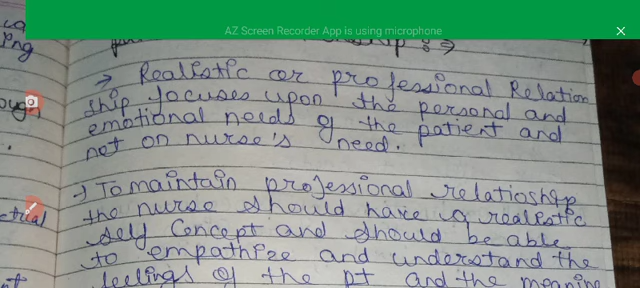 AZ Screen Recorder App is using microphone
→ Realistic or professional Relation
ship focuses upon the personal and
emotional needs of the patient and
not on nurse's need.
→ To maintain professional relatioship
the nurse should have a realistic
self concept and should be able
to empathize and understand the
feelings of the pt and the meaning